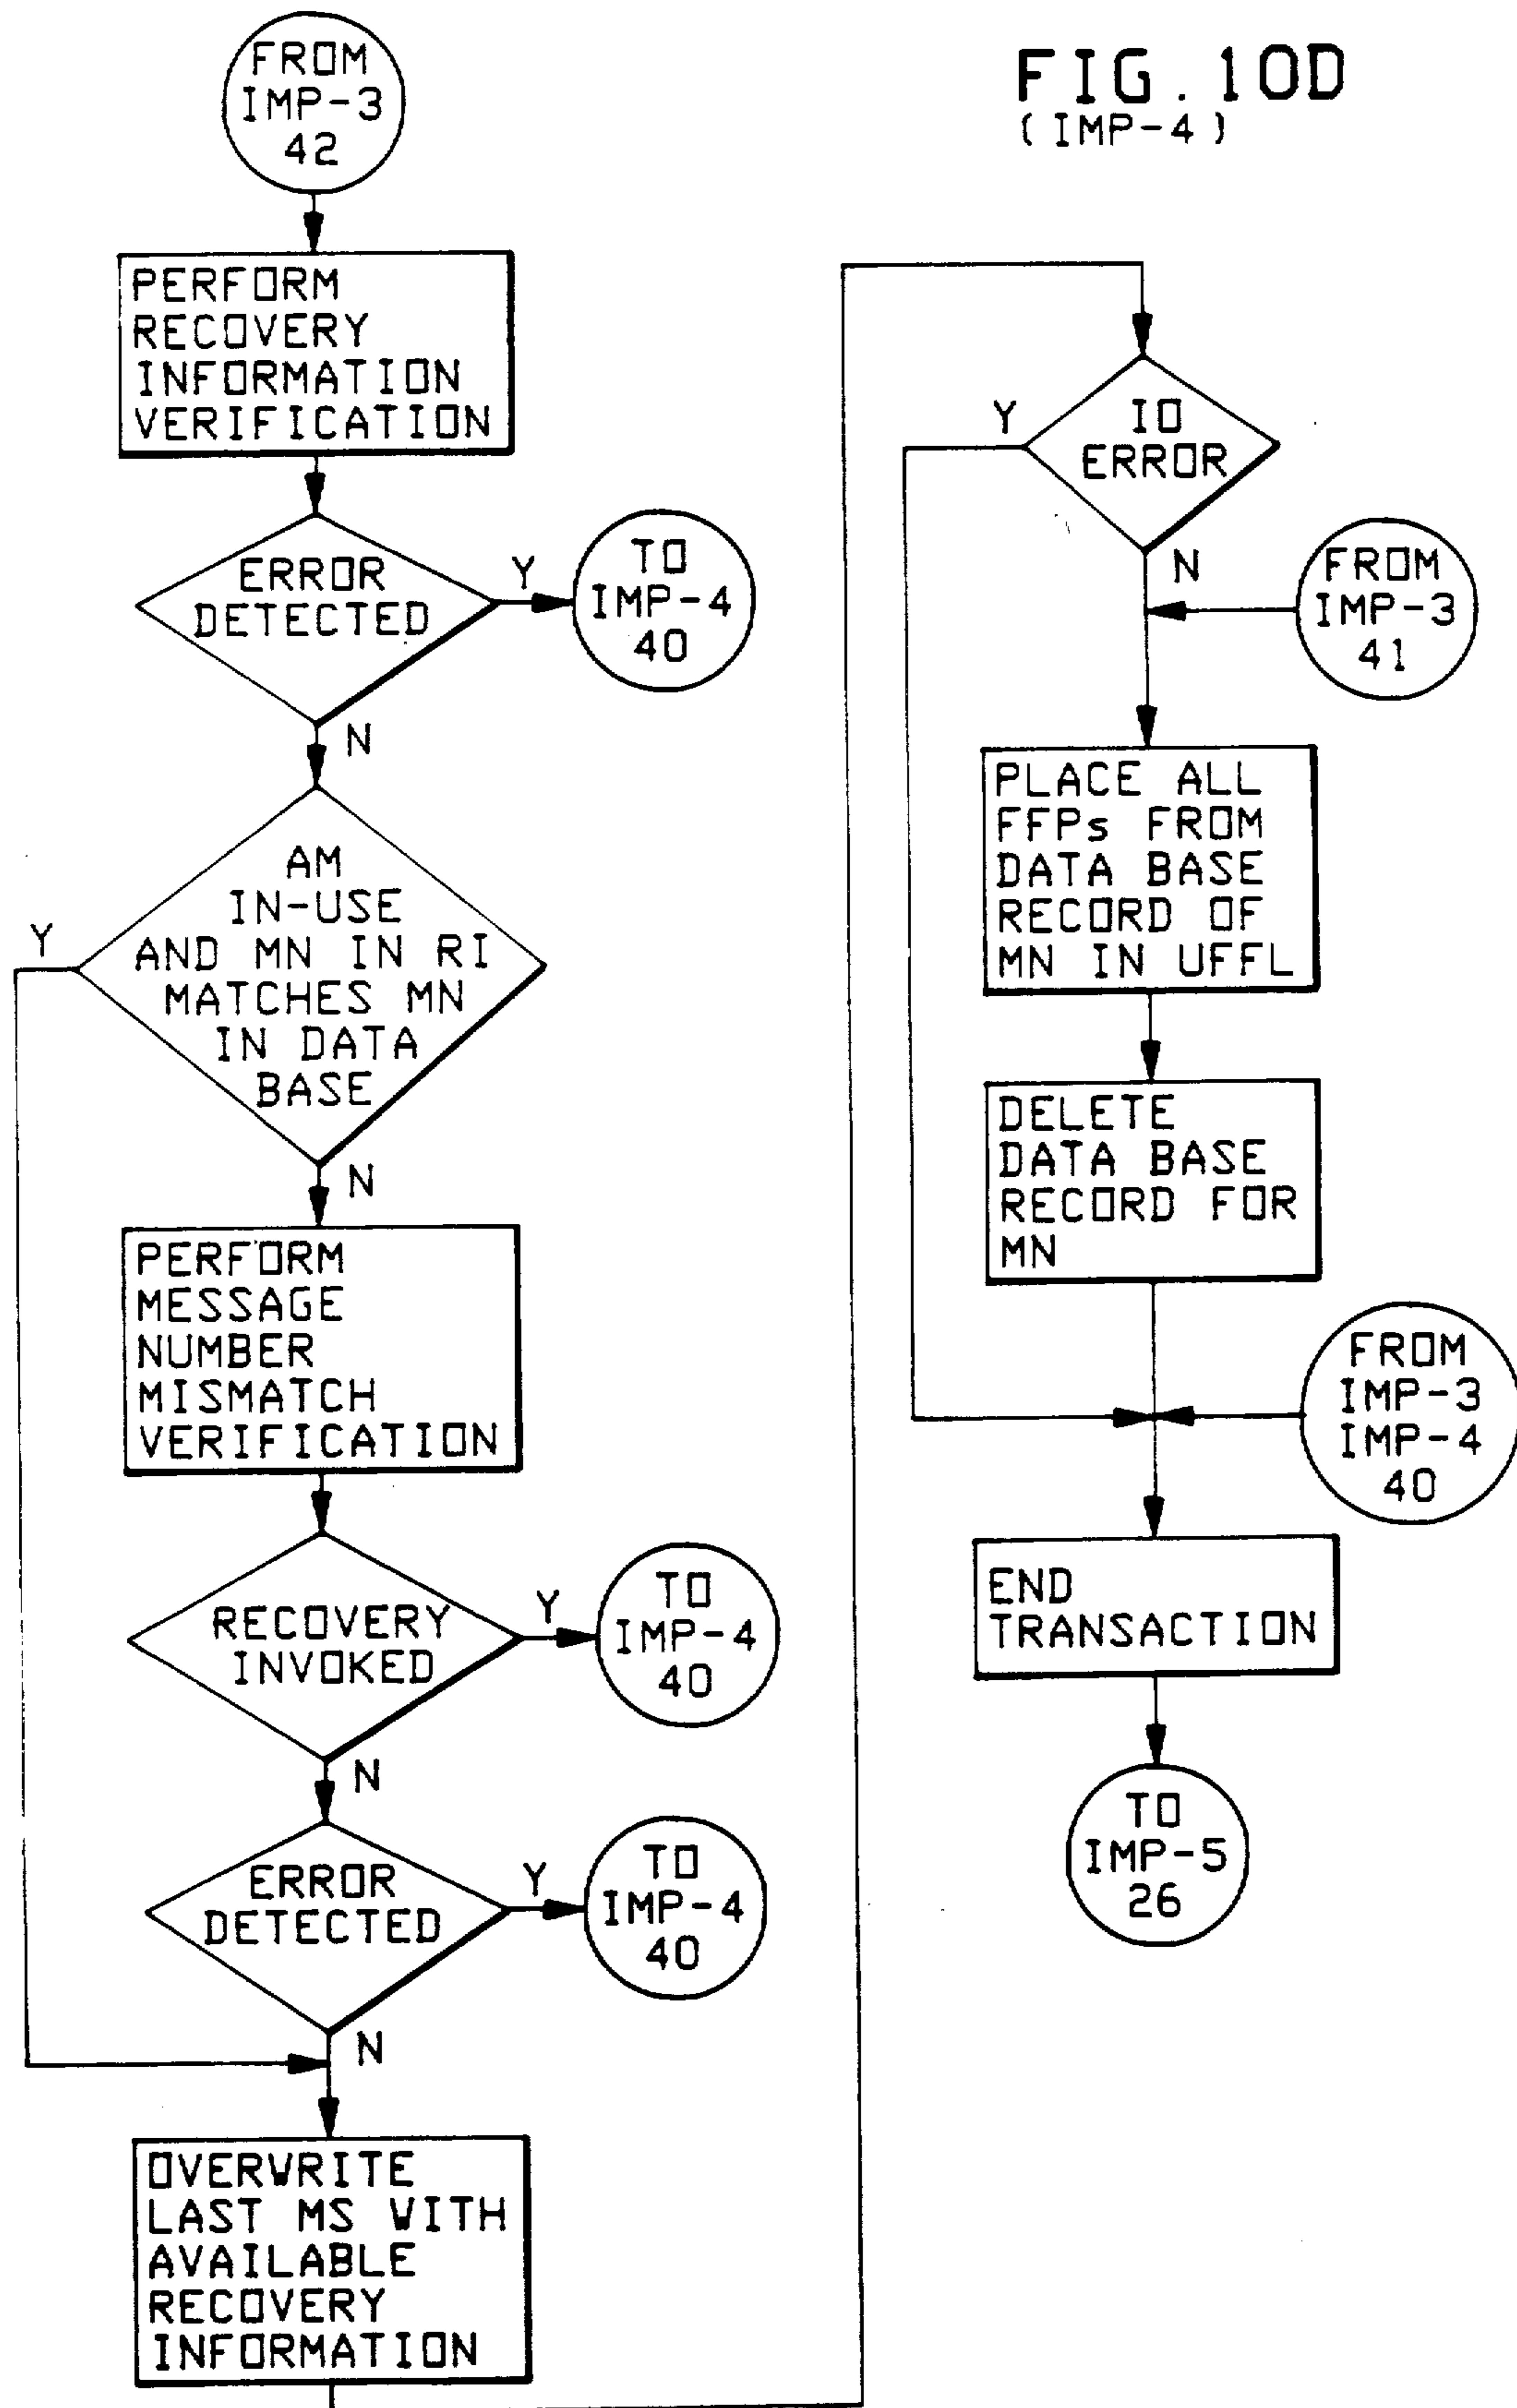 FIG. 10D
(IMP-4)
FROM
IMP-3
42
PERFORM
RECOVERY
INFORMATION
VERIFICATION
ERROR
DETECTED
Y
TO
IMP-4
40
N
AM
IN-USE
AND MN IN RI
MATCHES MN
IN DATA
BASE
Y
N
PERFORM
MESSAGE
NUMBER
MISMATCH
VERIFICATION
RECOVERY
INVOKED
Y
TO
IMP-4
40
N
ERROR
DETECTED
Y
TO
IMP-4
40
N
OVERWRITE
LAST MS WITH
AVAILABLE
RECOVERY
INFORMATION
IO
ERROR
Y
N
FROM
IMP-3
41
PLACE ALL
FFPs FROM
DATA BASE
RECORD OF
MN IN UFFL
DELETE
DATA BASE
RECORD FOR
MN
FROM
IMP-3
IMP-4
40
END
TRANSACTION
TO
IMP-5
26